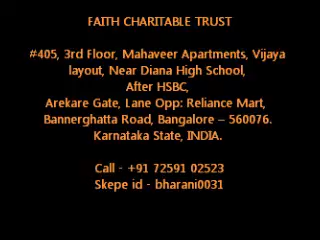 FAITH CHARITABLE TRUST
#405, 3rd Floor, Mahaveer Apartments, Vijaya
layout, Near Diana High School,
After HSBC,
Arekare Gate, Lane Opp: Reliance Mart,
Bannerghatta Road, Bangalore – 560076.
Karnataka State, INDIA.
Call - +91 72591 02523
Skepe id - bharani0031